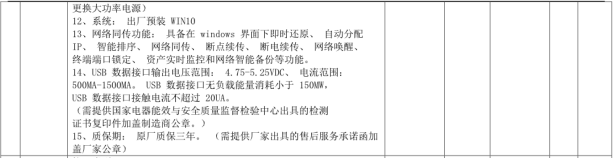 更换大功率电源）
12、系统： 出厂预装 WIN10
13、网络同传功能： 具备在 windows 界面下即时还原、 自动分配
IP、 智能排序、 网络同传、 断点续传、 断电续传、 网络唤醒、
终端端口锁定、 资产实时监控和网络智能备份等功能。
14、USB 数据接口输出电压范围： 4.75-5.25VDC、 电流范围：
500MA-1500MA。 USB 数据接口无负载能量消耗小于 150MW，
USB 数据接口接触电流不超过 20UA。
（需提供国家电器能效与安全质量监督检验中心出具的检测
证书复印件加盖制造商公章。）
15、质保期： 原厂质保三年。 （需提供厂家出具的售后服务承诺函加
盖厂家公章）